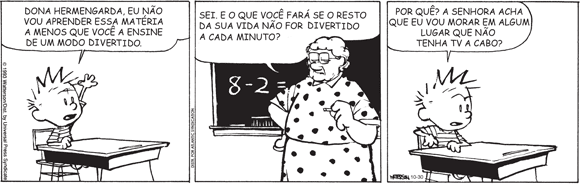 DONA HERMENGARDA, EU NÃO
VOU APRENDER ESSA MATÉRIA
A MENOS QUE VOCÊ A ENSINE
DE UM MODO DIVERTIDO.
© 1993 Watterson/Dist. by Universal Press Syndicate
SEI. E O QUE VOCÊ FARÁ SE O RESTO
DA SUA VIDA NÃO FOR DIVERTIDO
A CADA MINUTO?
8-2=
POR QUÊ? A SENHORA ACHA
QUE EU VOU MORAR EM ALGUM
LUGAR QUE NÃO
TENHA TV A CABO?
WATTERSON 10-30